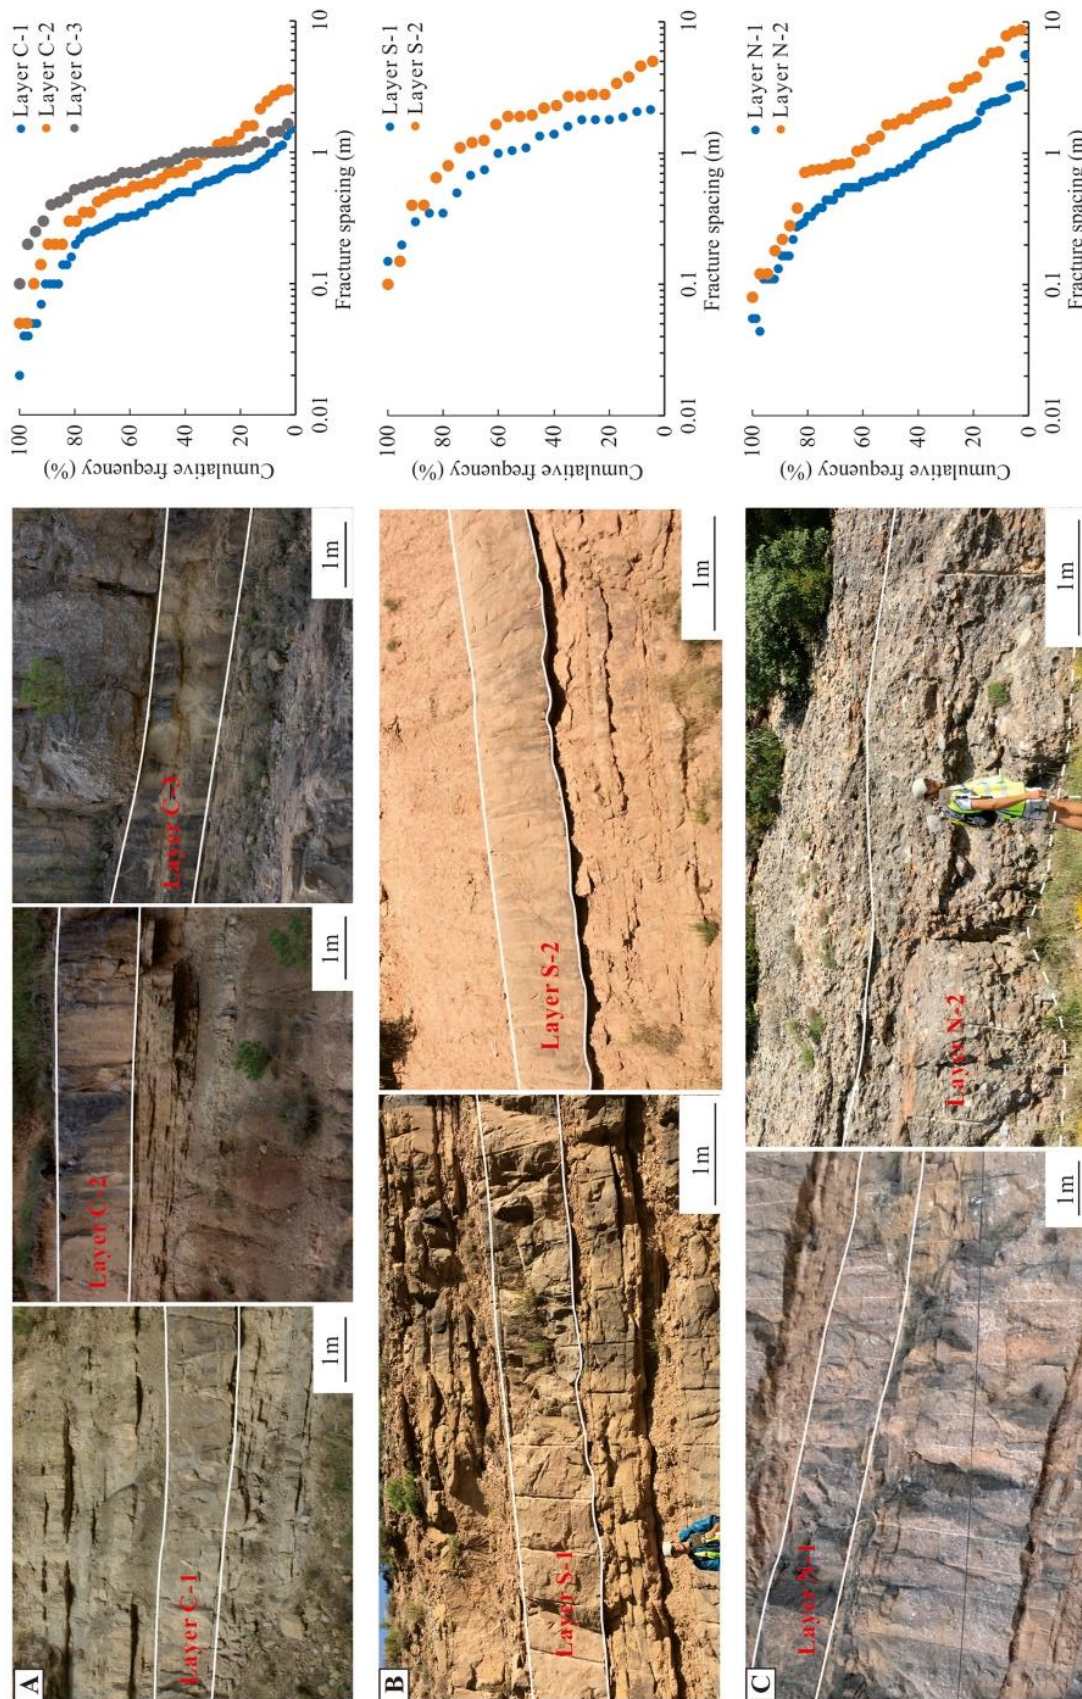 A
Layer C-1
1m
Layer C-2
1m
Layer C-3
1m
Cumulative frequency (%)
100
80
60
40
20
0
0.01
0.1
1
10
Fracture spacing (m)
Layer C-1
Layer C-2
Layer C-3
B
Layer S-1
1m
Layer S-2
1m
Cumulative frequency (%)
100
80
60
40
20
0
0.01
0.1
1
10
Fracture spacing (m)
Layer S-1
Layer S-2
C
Layer N-1
1m
Layer N-2
1m
Cumulative frequency (%)
100
80
60
40
20
0
0.01
0.1
1
10
Fracture spacing (m)
Layer N-1
Layer N-2